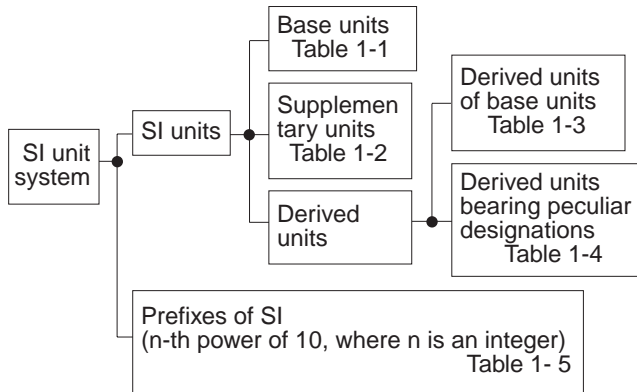 Base units
Table 1-1
Derived units
of base units
Table 1-3
Supplemen
tary units
Table 1-2
SI units
SI unit
system
Derived units
bearing peculiar
designations
Table 1-4
Derived
units
Prefixes of SI
(n-th power of 10, where n is an integer)
Table 1- 5